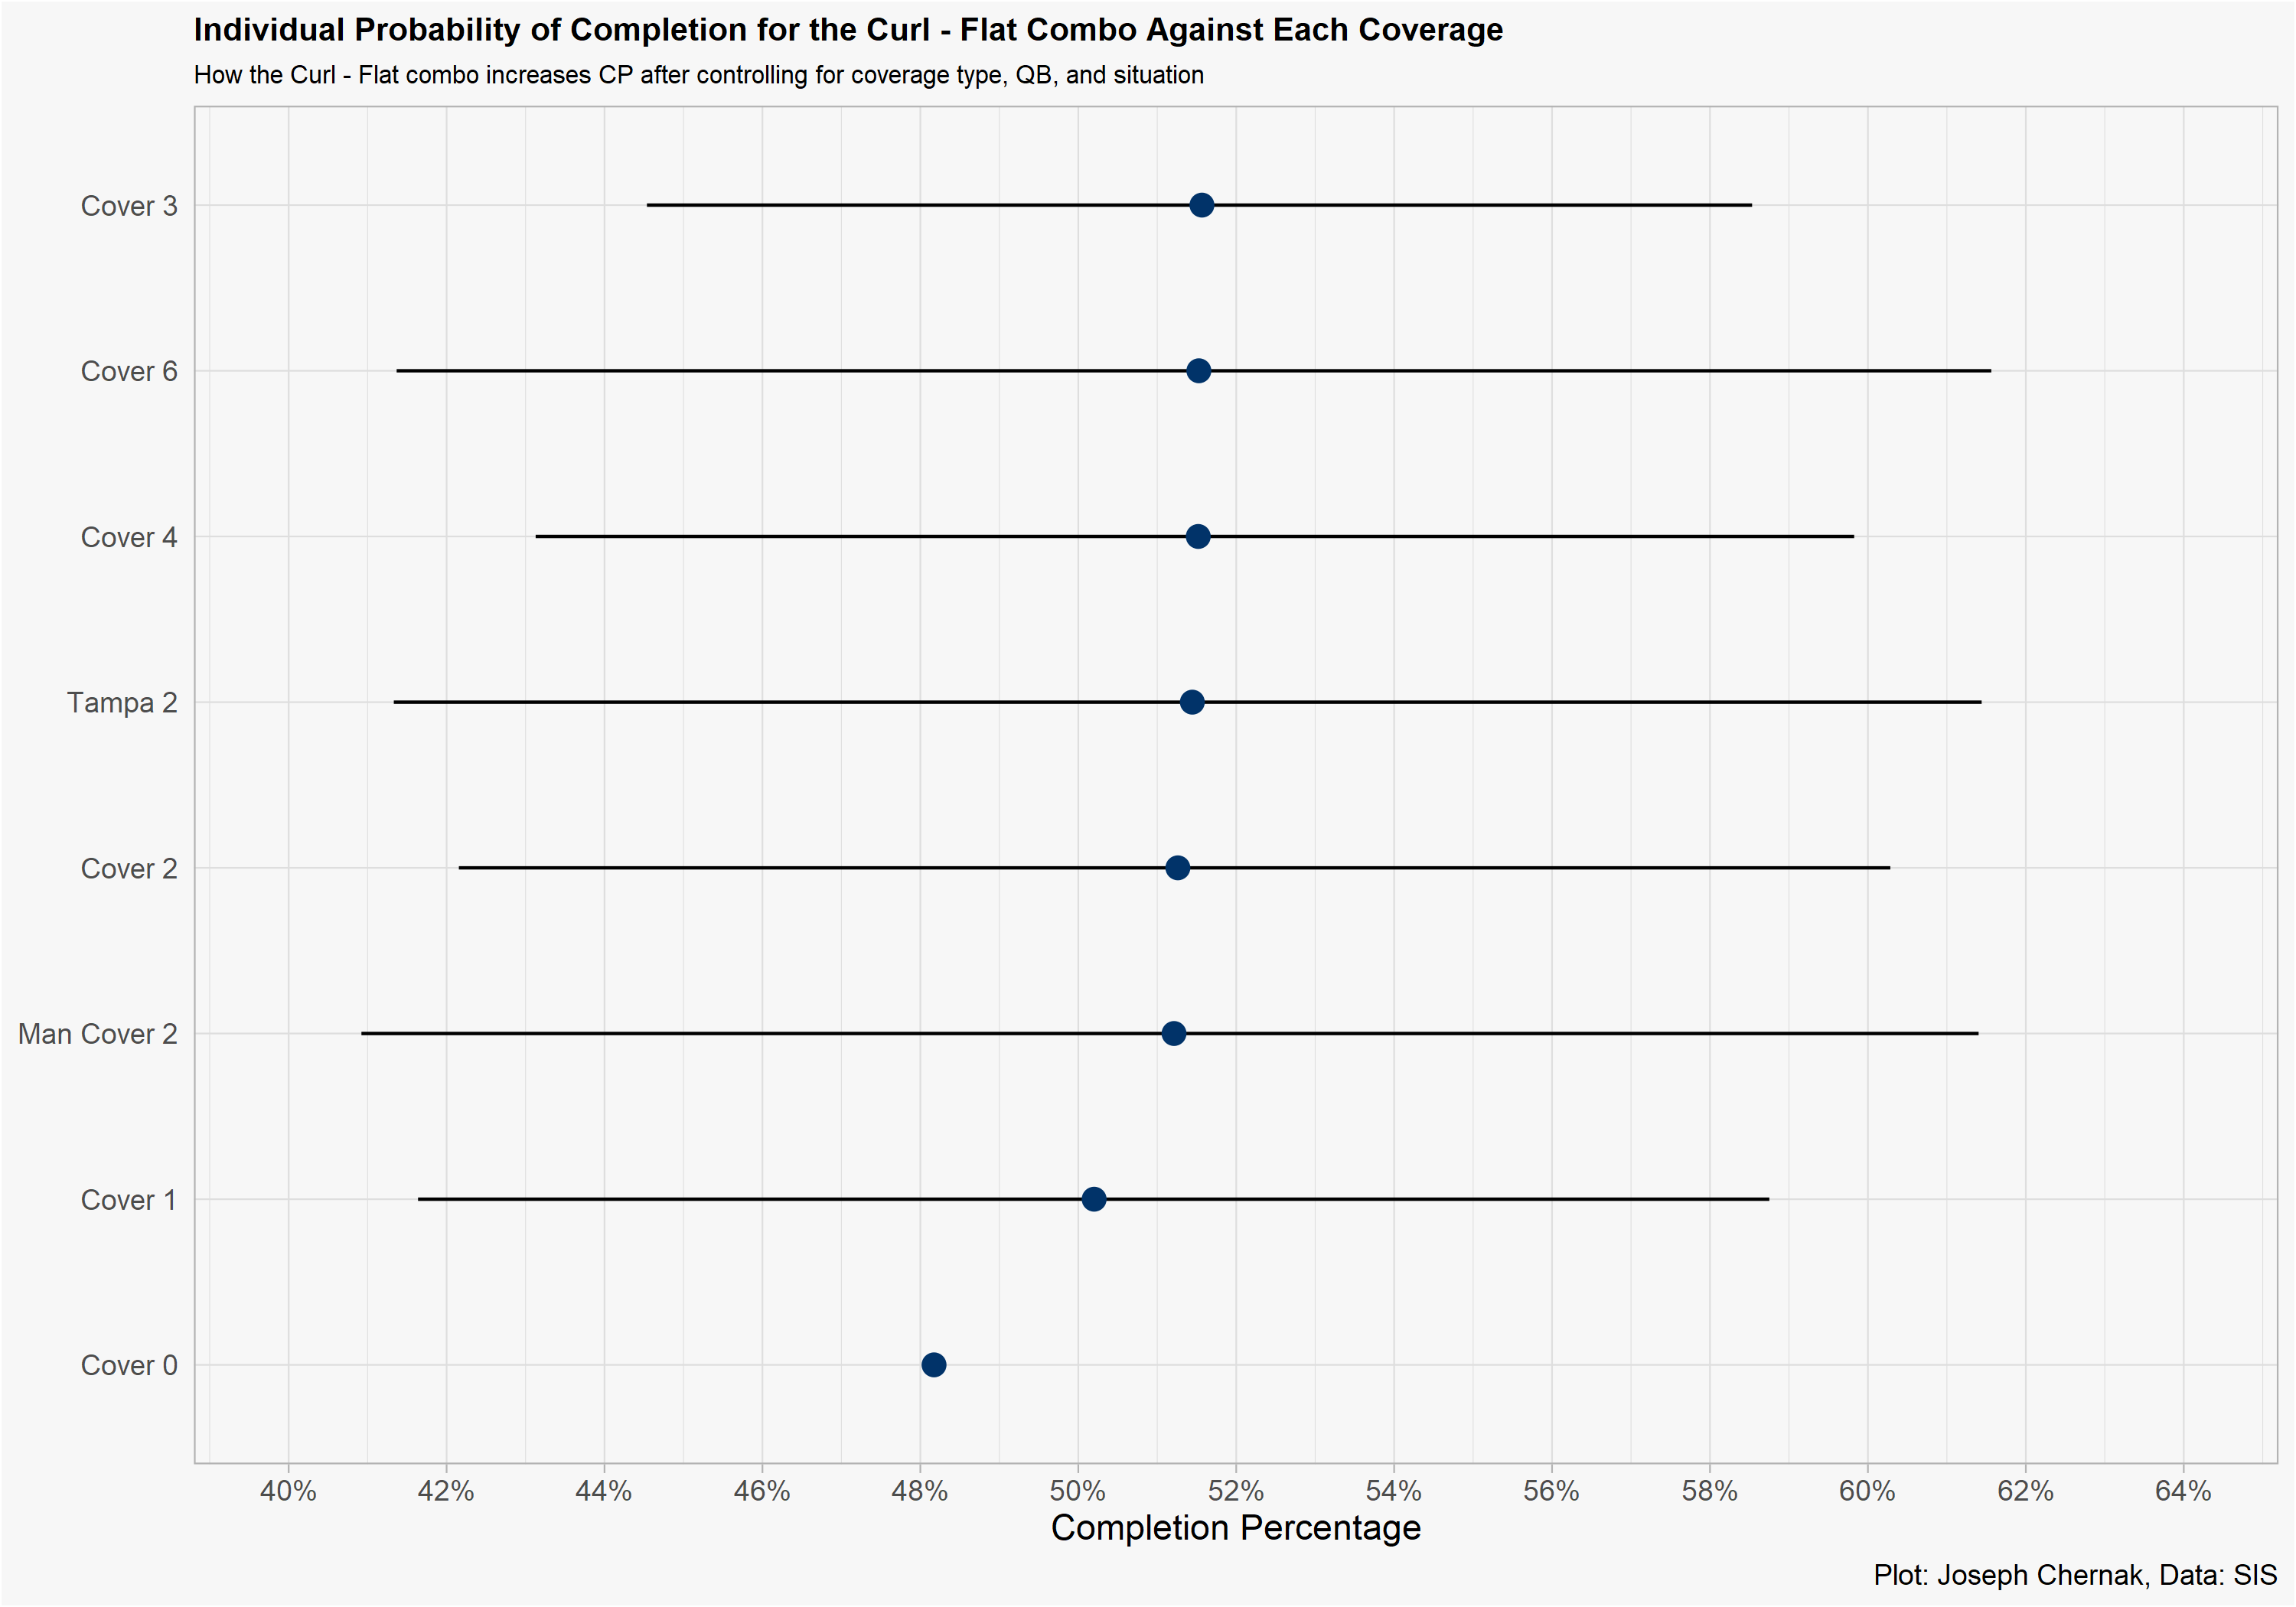 Individual Probability of Completion for the Curl - Flat Combo Against Each Coverage
How the Curl - Flat combo increases CP after controlling for coverage type, QB, and situation
Cover 3
Cover 6
Cover 4
Tampa 2
Cover 2
Man Cover 2
Cover 1
Cover 0
40% 42% 44% 46% 48% 50% 52% 54% 56% 58% 60% 62% 64%
Completion Percentage
Plot: Joseph Chernak, Data: SIS